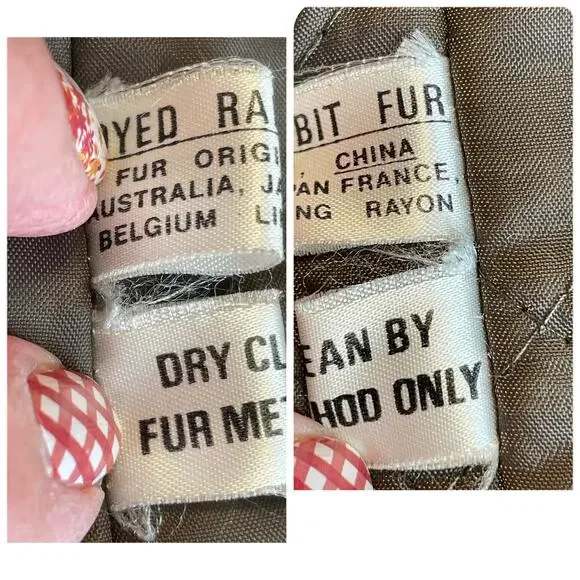 DYED RA
FUR ORIGI
AUSTRALIA, JA
BELGIUM LI
DRY CL
FUR MET
BIT FUR
CHINA
PAN FRANCE,
NG RAYON
EAN BY
HOD ONLY